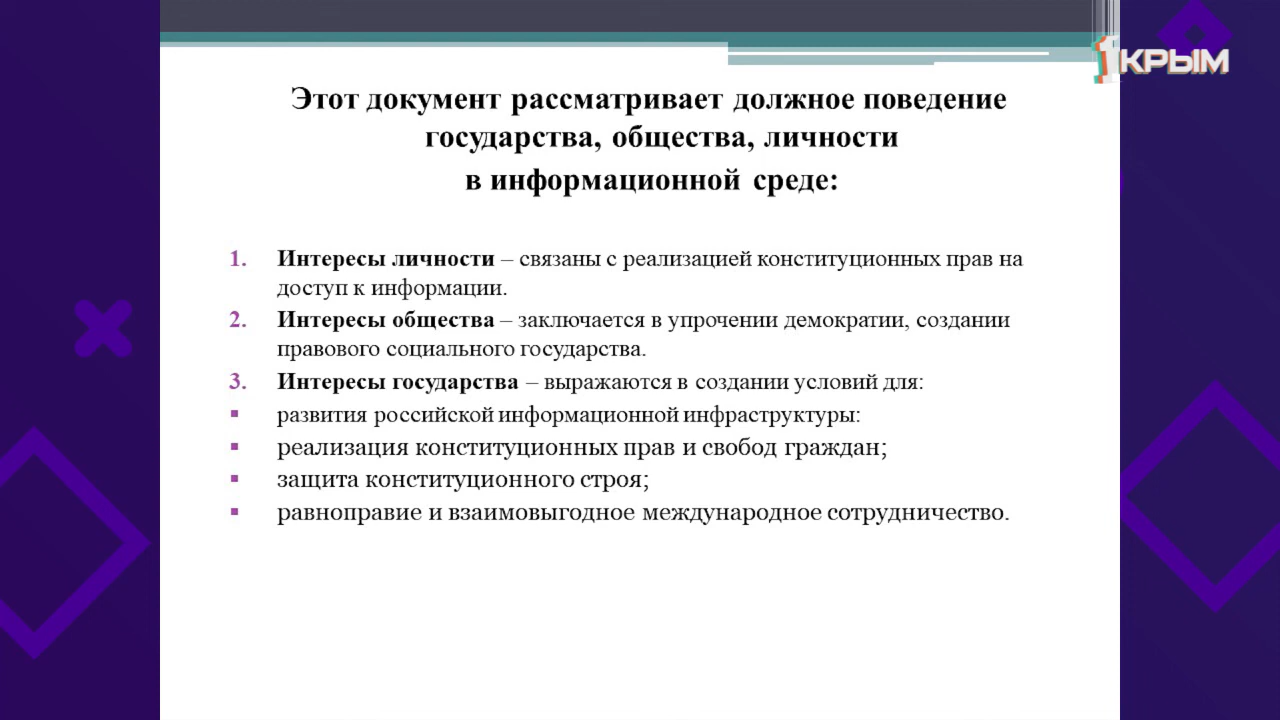 1КРЫМ
Этот документ рассматривает должное поведение
государства, общества, личности
в информационной среде:
1. Интересы личности – связаны с реализацией конституционных прав на
доступ к информации.
2. Интересы общества – заключается в упрочении демократии, создании
правового социального государства.
3. Интересы государства – выражаются в создании условий для:
▪ развития российской информационной инфраструктуры:
▪ реализация конституционных прав и свобод граждан;
▪ защита конституционного строя;
▪ равноправие и взаимовыгодное международное сотрудничество.